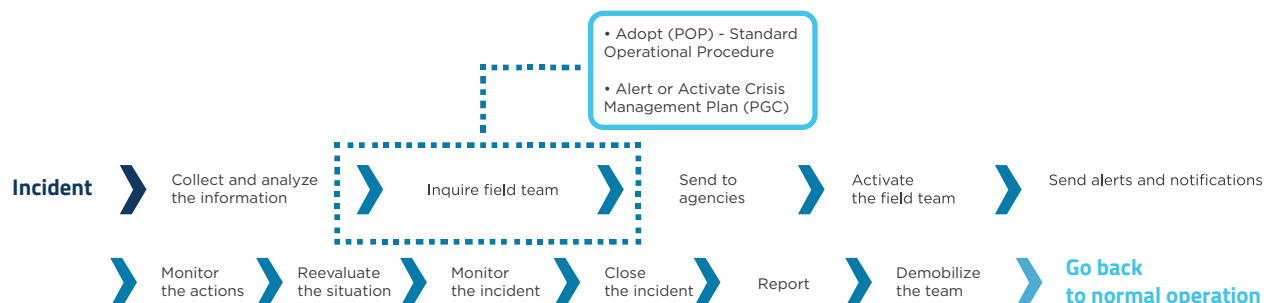 • Adopt (POP) - Standard
Operational Procedure
• Alert or Activate Crisis
Management Plan (PGC)
Incident
Collect and analyze
the information
Inquire field team
Send to
agencies
Activate
the field team
Send alerts and notifications
Monitor
the actions
Reevaluate
the situation
Monitor
the incident
Close
the incident
Report
Demobilize
the team
Go back
to normal operation